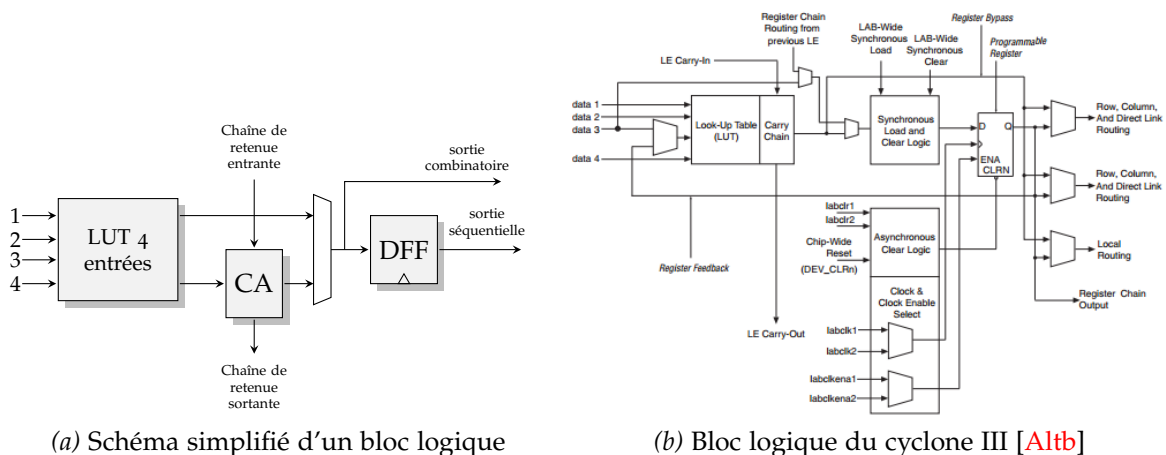 Chaîne de
retenue
entrante
1
2
3
4
LUT 4
entrées
CA
DFF
sortie
combinatoire
sortie
séquentielle
Chaîne de
retenue
sortante
(a) Schéma simplifié d'un bloc logique
Register Chain
Routing from
previous LE
LAB-Wide
Synchronous
Load
LAB-Wide
Synchronous
Clear
Register Bypass
Programmable
Register
LE Carry-In
data 1
data 2
data 3
data 4
Look-Up Table
(LUT)
Carry
Chain
Synchronous
Load and
Clear Logic
D Q
ENA
CLRN
Row, Column,
And Direct Link
Routing
Row, Column,
And Direct Link
Routing
Local
Routing
Register Chain
Output
labclr1
labclr2
Chip-Wide
Reset
(DEV_CLRn)
Asynchronous
Clear Logic
Register Feedback
Clock &
Clock Enable
Select
LE Carry-Out
labclk1
labclk2
labclkena1
labclkena2
(b) Bloc logique du cyclone III [Altb]